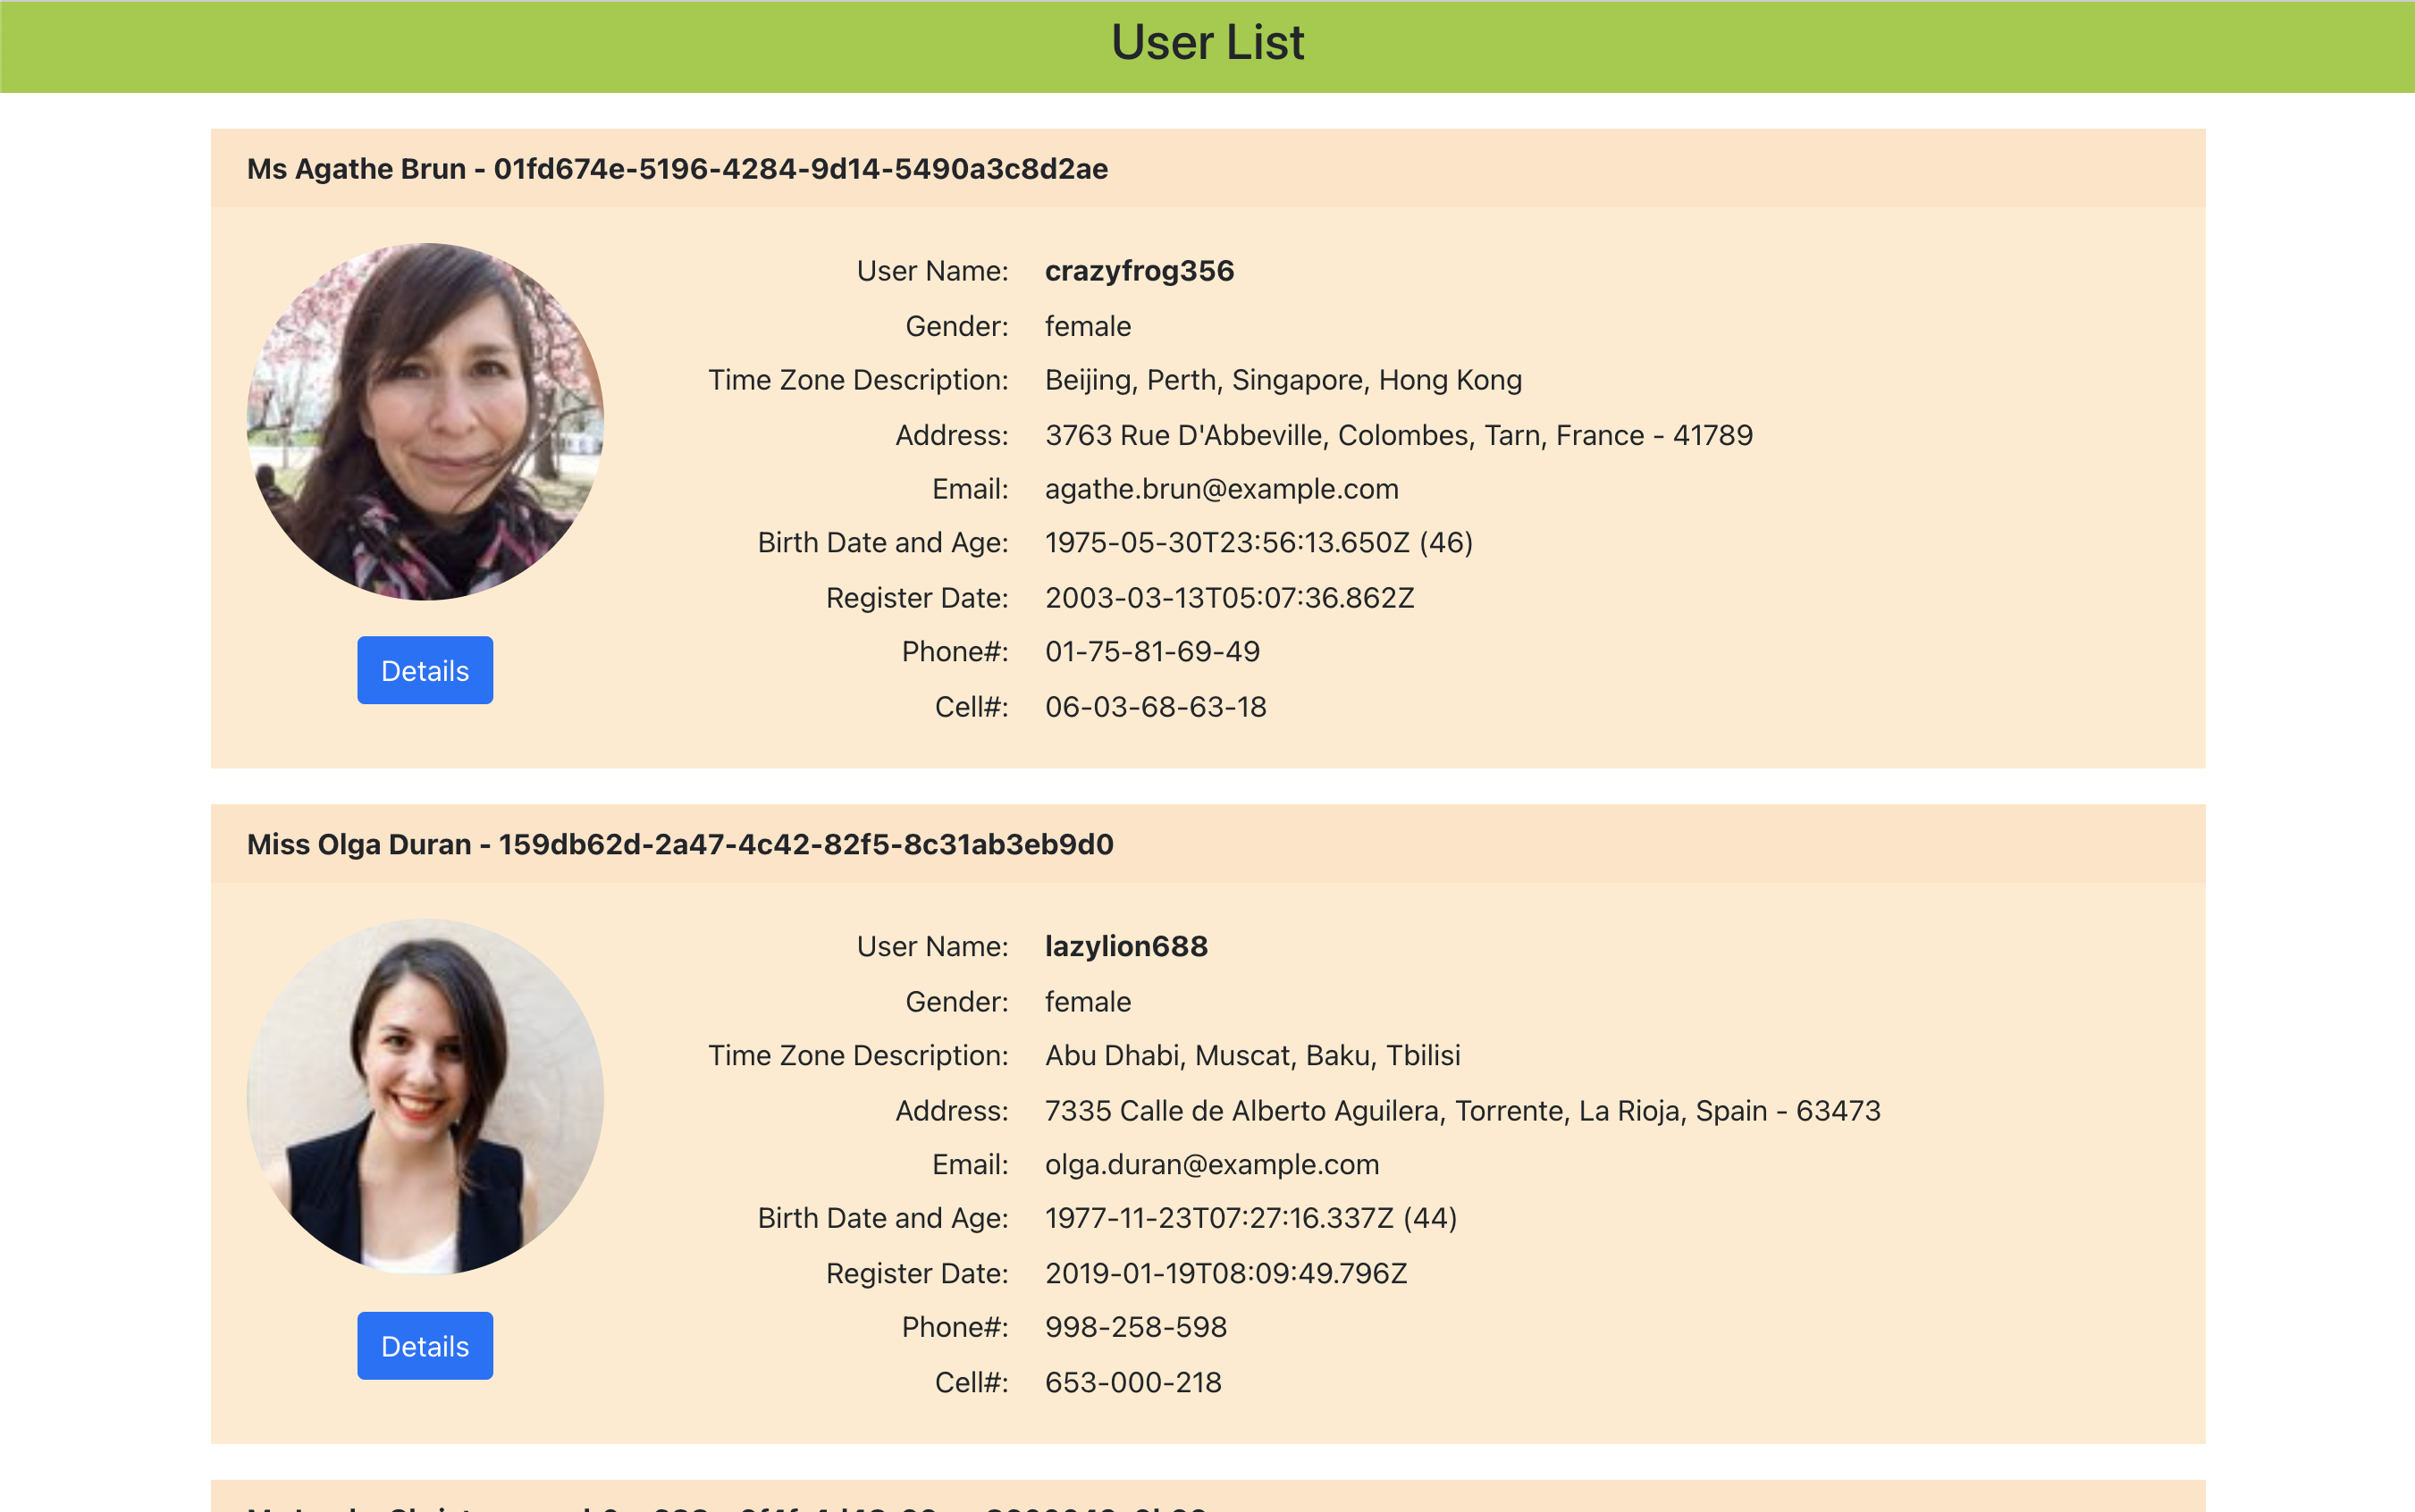 User List
Ms Agathe Brun - 01fd674e-5196-4284-9d14-5490a3c8d2ae
User Name: crazyfrog356
Gender: female
Time Zone Description: Beijing, Perth, Singapore, Hong Kong
Address: 3763 Rue D'Abbeville, Colombes, Tarn, France - 41789
Email: agathe.brun@example.com
Birth Date and Age: 1975-05-30T23:56:13.650Z (46)
Register Date: 2003-03-13T05:07:36.862Z
Phone#: 01-75-81-69-49
Details
Cell#: 06-03-68-63-18
Miss Olga Duran - 159db62d-2a47-4c42-82f5-8c31ab3eb9d0
User Name: lazylion688
Gender: female
Time Zone Description: Abu Dhabi, Muscat, Baku, Tbilisi
Address: 7335 Calle de Alberto Aguilera, Torrente, La Rioja, Spain - 63473
Email: olga.duran@example.com
Birth Date and Age: 1977-11-23T07:27:16.337Z (44)
Register Date: 2019-01-19T08:09:49.796Z
Phone#: 998-258-598
Details
Cell#: 653-000-218